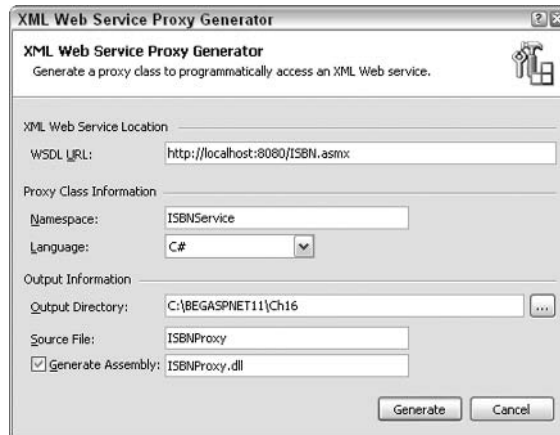 XML Web Service Proxy Generator
XML Web Service Proxy Generator
Generate a proxy class to programmatically access an XML Web service.
XML Web Service Location
WSDL URL: http://localhost:8080/ISBN.asmx
Proxy Class Information
Namespace: ISBNService
Language: C#
Output Information
Output Directory: C:\BEGASPNET11\Ch16 ...
Source File: ISBNProxy
Generate Assembly: ISBNProxy.dll
Generate Cancel